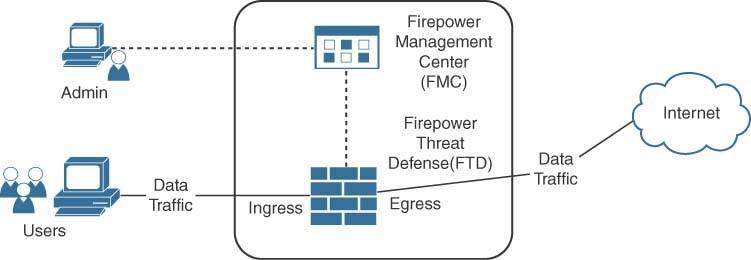 Firepower
Management
Center
(FMC)
Admin
Internet
Firepower
Threat
Defense(FTD)
Data
Traffic
Data
Traffic
Ingress
Egress
Users